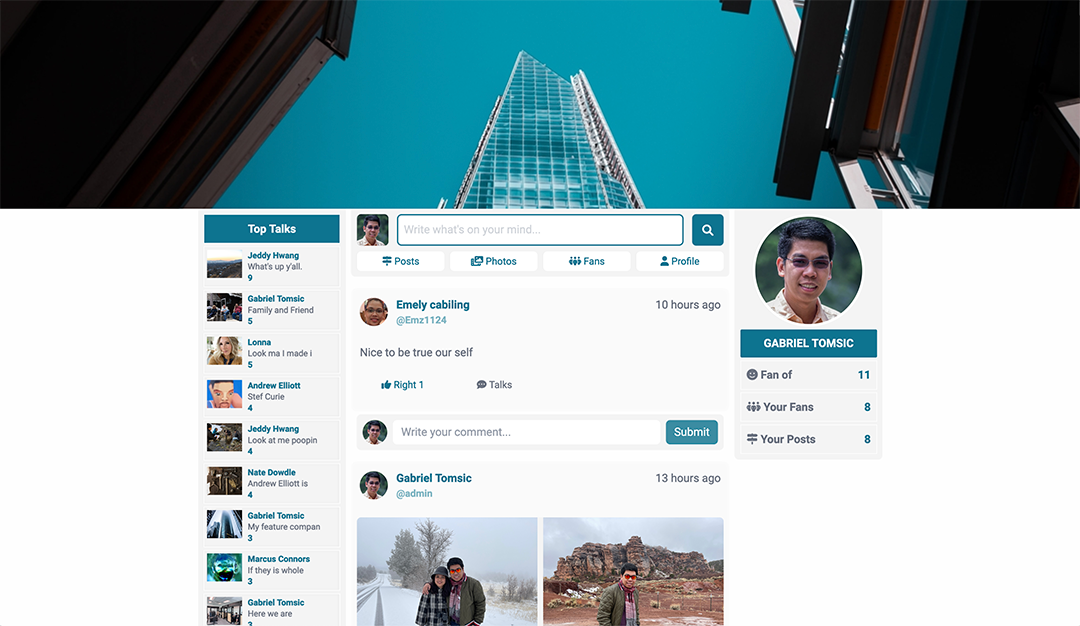 Top Talks
Jeddy Hwang
What's up y'all.
9
Gabriel Tomsic
Family and Friend
5
Lonna
Look ma I made i
5
Andrew Elliott
Stef Curie
4
Jeddy Hwang
Look at me poopin
4
Nate Dowdle
Andrew Elliott is
4
Gabriel Tomsic
My feature compan
3
Marcus Connors
If they is whole
3
Gabriel Tomsic
Here we are
3
Write what's on your mind...
Posts
Photos
Fans
Profile
Emely cabiling
10 hours ago
@Emz1124
Nice to be true our self
Right 1
Talks
Write your comment...
Submit
Gabriel Tomsic
13 hours ago
@admin
GABRIEL TOMSIC
Fan of 11
Your Fans 8
Your Posts 8